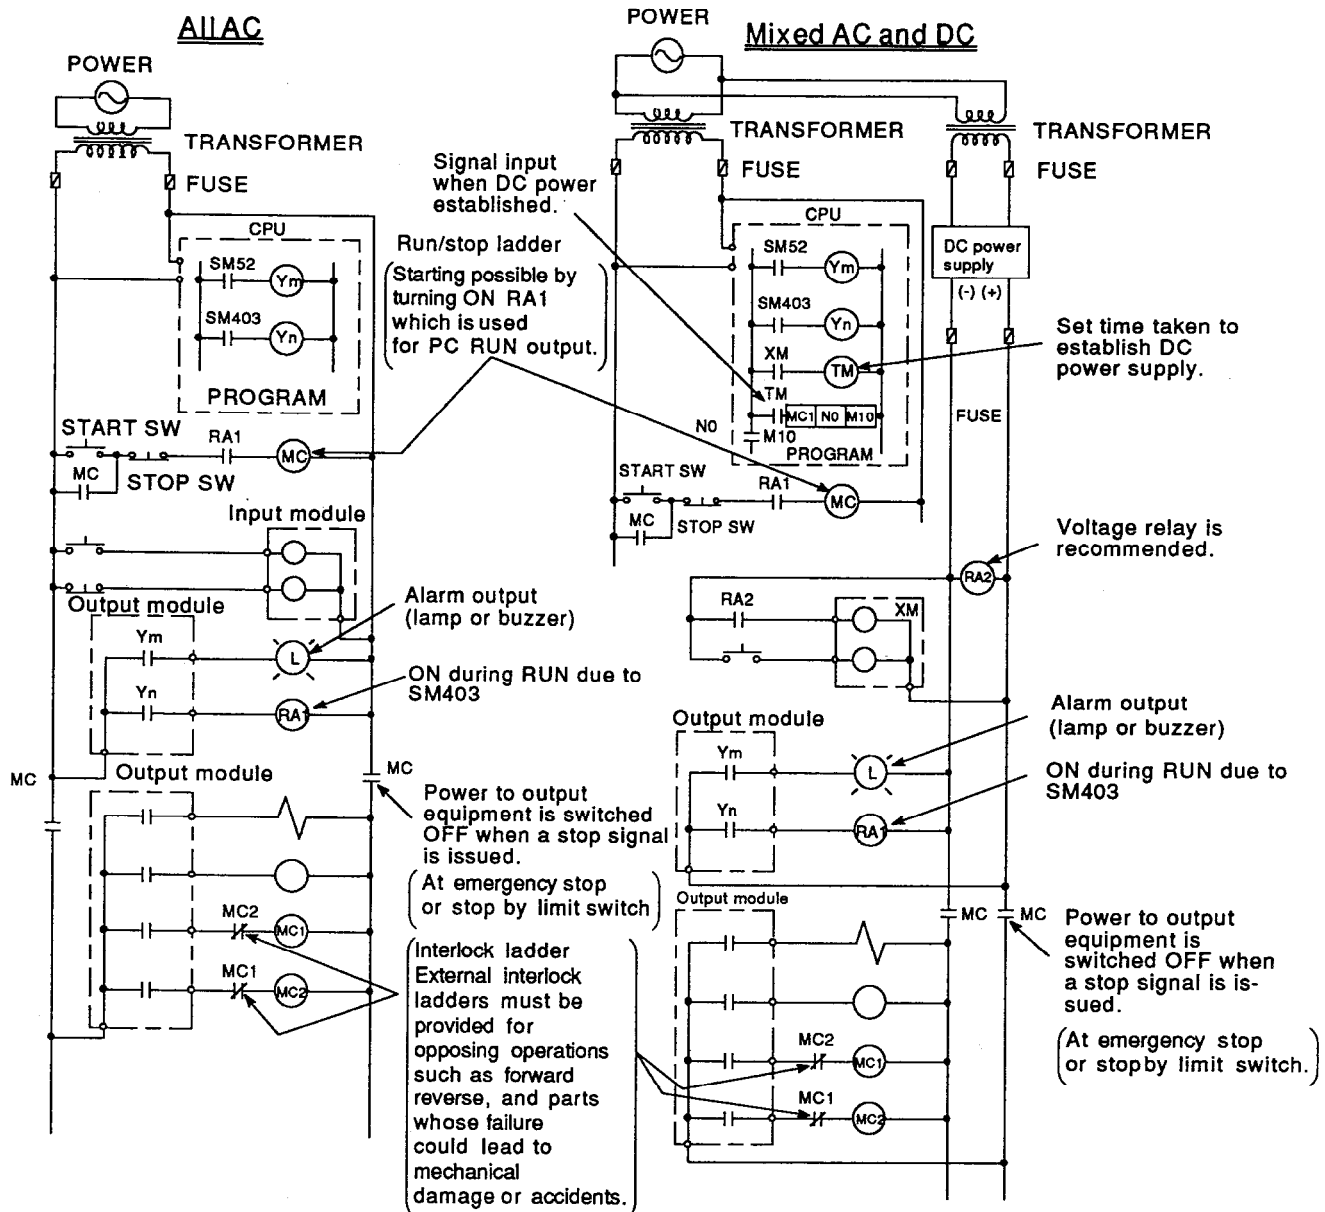 All AC
POWER
TRANSFORMER
FUSE
CPU
SM52
Ym
SM403
Yn
PROGRAM
START SW
RA1
MC
MC
STOP SW
Input module
Output module
Ym
L
Yn
RA1
MC
Output module
MC
MC2
MC1
MC1
MC2
Run/stop ladder
Starting possible by
turning ON RA1
which is used
for PC RUN output.
Signal input
when DC power
established.
Alarm output
(lamp or buzzer)
ON during RUN due to
SM403
Power to output
equipment is switched
OFF when a stop signal
is issued.
At emergency stop
or stop by limit switch
Interlock ladder
External interlock
ladders must be
provided for
opposing operations
such as forward
reverse, and parts
whose failure
could lead to
mechanical
damage or accidents.
Mixed AC and DC
POWER
TRANSFORMER
TRANSFORMER
FUSE
FUSE
CPU
SM52
Ym
SM403
Yn
XM
TM
TM
MC1 N0 M10
N0
M10
PROGRAM
DC power
supply
(-) (+)
Set time taken to
establish DC
power supply.
FUSE
START SW
RA1
MC
MC
STOP SW
Voltage relay is
recommended.
RA2
RA2
XM
Output module
Ym
L
Yn
RA1
Alarm output
(lamp or buzzer)
ON during RUN due to
SM403
Output module
MC
MC
MC2
MC1
MC1
MC2
Power to output
equipment is
switched OFF when
a stop signal is is-
sued.
At emergency stop
or stop by limit switch.